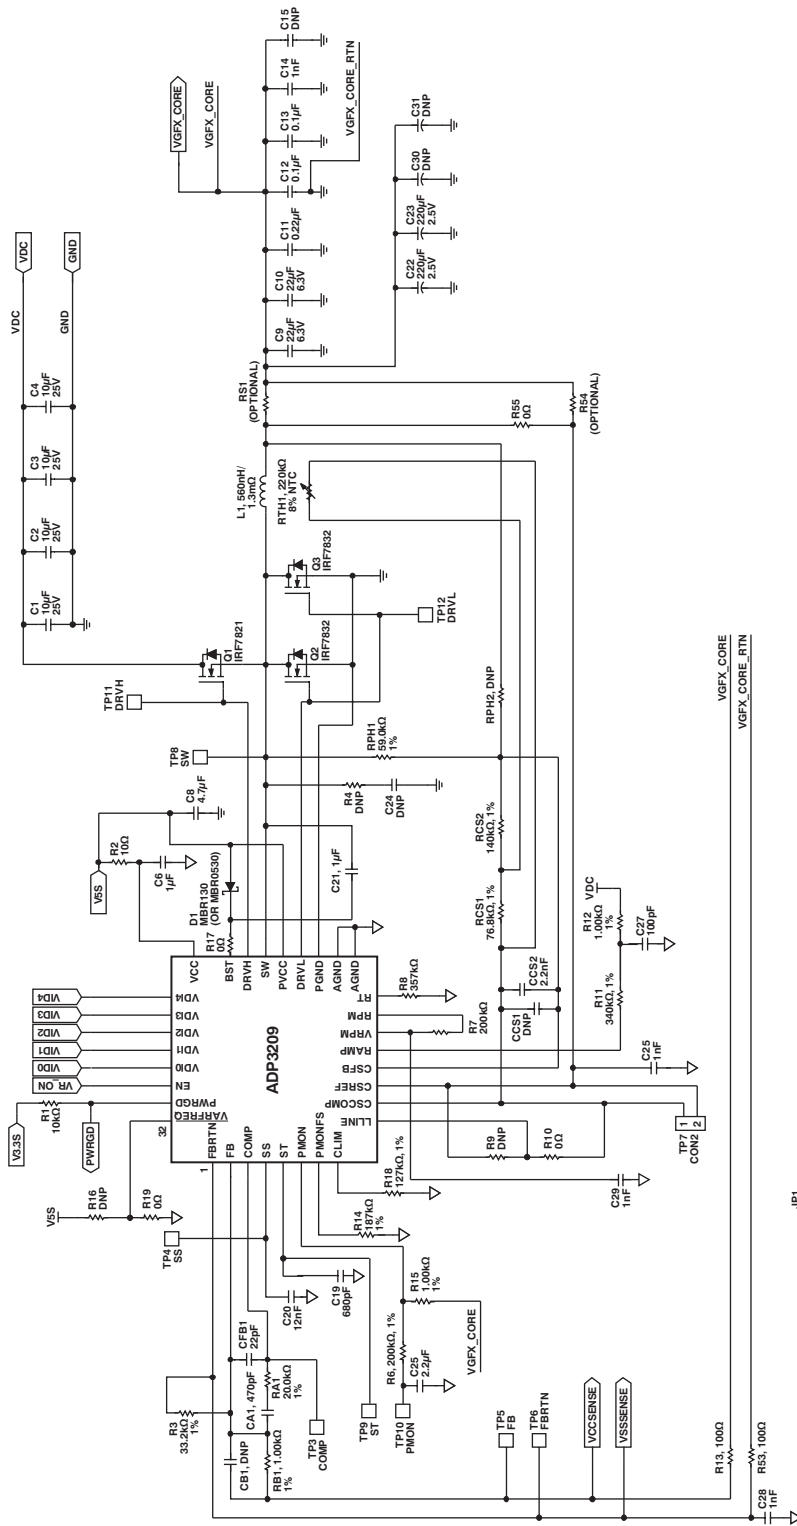 C15
DNP
C14
1nF
C13
0.1µF
C12
0.1µF
C11
0.22µF
C10
22µF
6.3V
C9
22µF
6.3V
VGFX_CORE
VGFX_CORE
VGFX_CORE_RTN
C31
DNP
C30
DNP
C23
220µF
2.5V
C22
220µF
2.5V
VDC
GND
VDC
GND
C4
10µF
25V
C3
10µF
25V
C2
10µF
25V
C1
10µF
25V
RS1
(OPTIONAL)
R55
0Ω
R54
(OPTIONAL)
L1, 560nH/
1.3mΩ
RTH1, 220kΩ
8% NTC
Q3
IRF7832
Q1
IRF7821
Q2
IRF7832
TP12
DRVL
TP11
DRVH
TP8
SW
RPH1
59.0kΩ
1%
RPH2, DNP
C8
4.7µF
R4
DNP
C24
DNP
V5S
R2
10Ω
C6
1µF
D1
MBR130
(OR MBR0530)
C21, 1µF
R17
0Ω
RCS2
140kΩ, 1%
RCS1
76.8kΩ, 1%
CCS2
2.2nF
CCS1
DNP
VDC
R12
1.00kΩ
1%
C27
100pF
R11
340kΩ, 1%
VID4
VID3
VID2
VID1
VID0
VR_ON
VCC
BST
DRVH
SW
PVCC
DRVL
PGND
AGND
AGND
VDI4
VDI3
VDI2
VDI1
VDI0
EN
PWRGD
VARFREQ
32
ADP3209
RT
RPM
VRPM
RAMP
CSFB
CSREF
CSCOMP
LLINE
1
FBRTN
FB
COMP
SS
ST
PMON
PMONFS
CLIM
R8
357kΩ
R7
200kΩ
C25
1nF
V3.3S
R1
10kΩ
PWRGD
V5S
R16
DNP
R19
0Ω
R9
DNP
R10
0Ω
TP7
CON2
1
2
C29
1nF
R18
127kΩ, 1%
R14
187kΩ
1%
TP4
SS
C19
680pF
C20
12nF
R15
1.00kΩ
1%
VGFX_CORE
R6, 200kΩ, 1%
C25
2.2µF
CFB1
22pF
RA1
20.0kΩ
1%
CA1, 470pF
R3
33.2kΩ
1%
CB1, DNP
RB1, 1.00kΩ
1%
TP3
COMP
TP9
ST
TP10
PMON
TP5
FB
TP6
FBRTN
VCCSENSE
VSSSENSE
R13, 100Ω
R53, 100Ω
C28
1nF
VGFX_CORE
VGFX_CORE_RTN